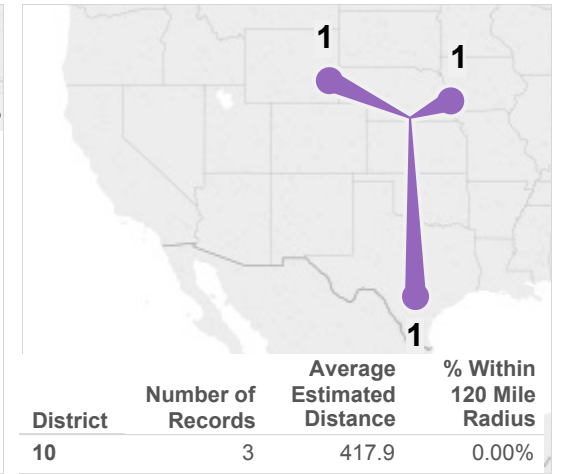 1
1
1
Average % Within
Number of Estimated 120 Mile
District Records Distance Radius
10 3 417.9 0.00%